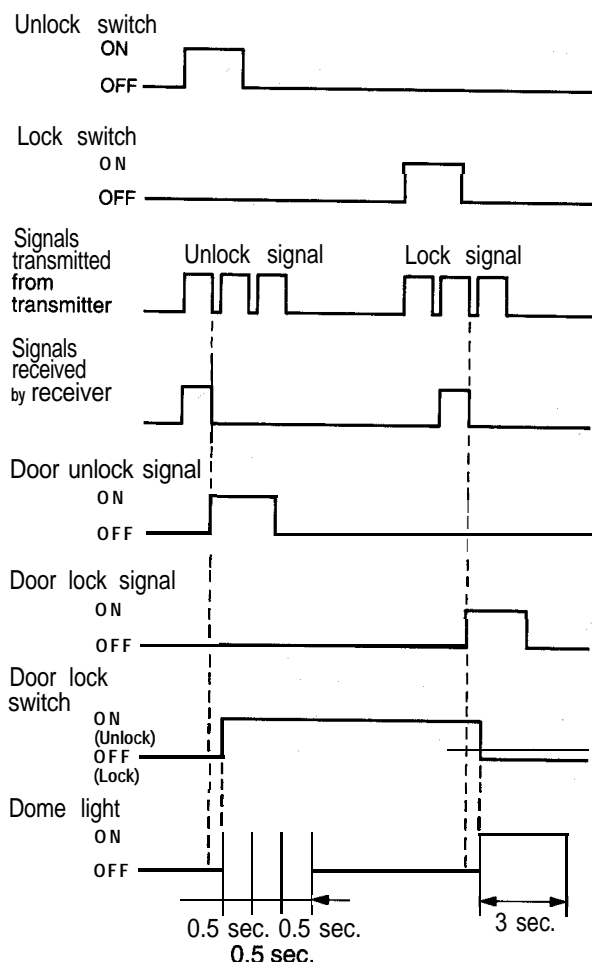 Unlock switch
ON
OFF
Lock switch
ON
OFF
Signals
transmitted
from
transmitter
Unlock signal
Lock signal
Signals
received
by receiver
Door unlock signal
ON
OFF
Door lock signal
ON
OFF
Door lock
switch
ON
(Unlock)
OFF
(Lock)
Dome light
ON
OFF
0.5 sec. 0.5 sec.
0.5 sec.
3 sec.